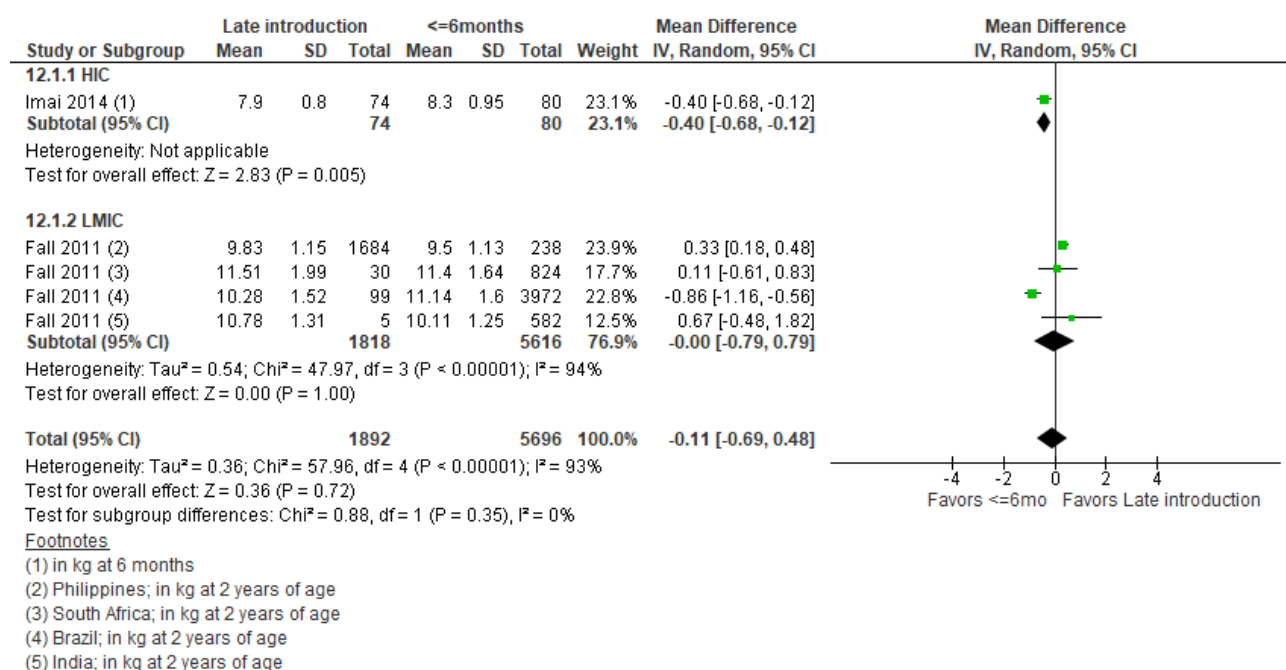 Late introduction <=6months Mean Difference Mean Difference
Study or Subgroup Mean SD Total Mean SD Total Weight IV, Random, 95% CI IV, Random, 95% CI
12.1.1 HIC
Imai 2014 (1) 7.9 0.8 74 8.3 0.95 80 23.1% -0.40 [-0.68, -0.12]
Subtotal (95% CI) 74 80 23.1% -0.40 [-0.68, -0.12]
Heterogeneity: Not applicable
Test for overall effect: Z = 2.83 (P = 0.005)
12.1.2 LMIC
Fall 2011 (2) 9.83 1.15 1684 9.5 1.13 238 23.9% 0.33 [0.18, 0.48]
Fall 2011 (3) 11.51 1.99 30 11.4 1.64 824 17.7% 0.11 [-0.61, 0.83]
Fall 2011 (4) 10.28 1.52 99 11.14 1.6 3972 22.8% -0.86 [-1.16, -0.56]
Fall 2011 (5) 10.78 1.31 5 10.11 1.25 582 12.5% 0.67 [-0.48, 1.82]
Subtotal (95% CI) 1818 5616 76.9% -0.00 [-0.79, 0.79]
Heterogeneity: Tau² = 0.54; Chi² = 47.97, df = 3 (P < 0.00001); I² = 94%
Test for overall effect: Z = 0.00 (P = 1.00)
Total (95% CI) 1892 5696 100.0% -0.11 [-0.69, 0.48]
Heterogeneity: Tau² = 0.36; Chi² = 57.96, df = 4 (P < 0.00001); I² = 93%
Test for overall effect: Z = 0.36 (P = 0.72)
Test for subgroup differences: Chi² = 0.88, df = 1 (P = 0.35), I² = 0%
-4 -2 0 2 4
Favors <=6mo Favors Late introduction
Footnotes
(1) in kg at 6 months
(2) Philippines; in kg at 2 years of age
(3) South Africa; in kg at 2 years of age
(4) Brazil; in kg at 2 years of age
(5) India; in kg at 2 years of age